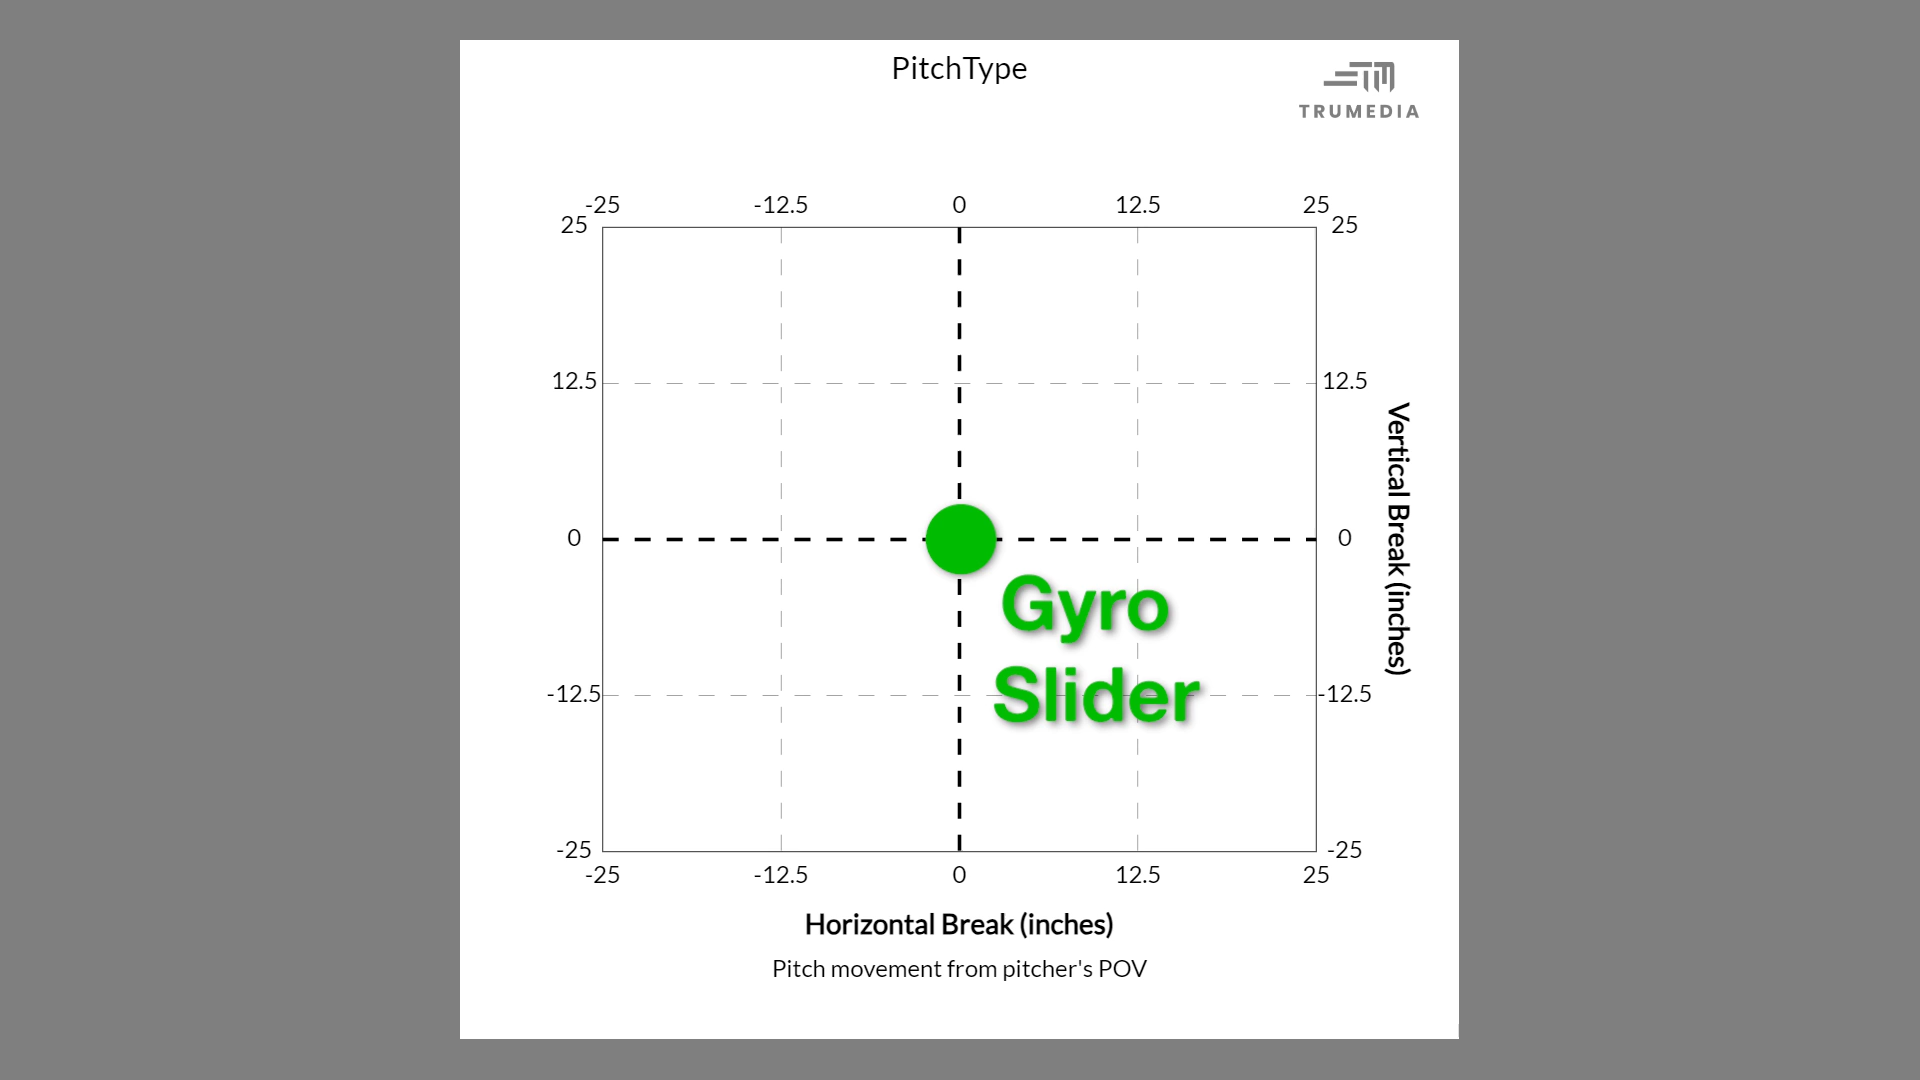 PitchType
TRUMEDIA
-25 -12.5 0 12.5 25
25 25
12.5 12.5
0 0
-12.5 -12.5
-25 -25
-25 -12.5 0 12.5 25
Gyro
Slider
Vertical Break (inches)
Horizontal Break (inches)
Pitch movement from pitcher's POV